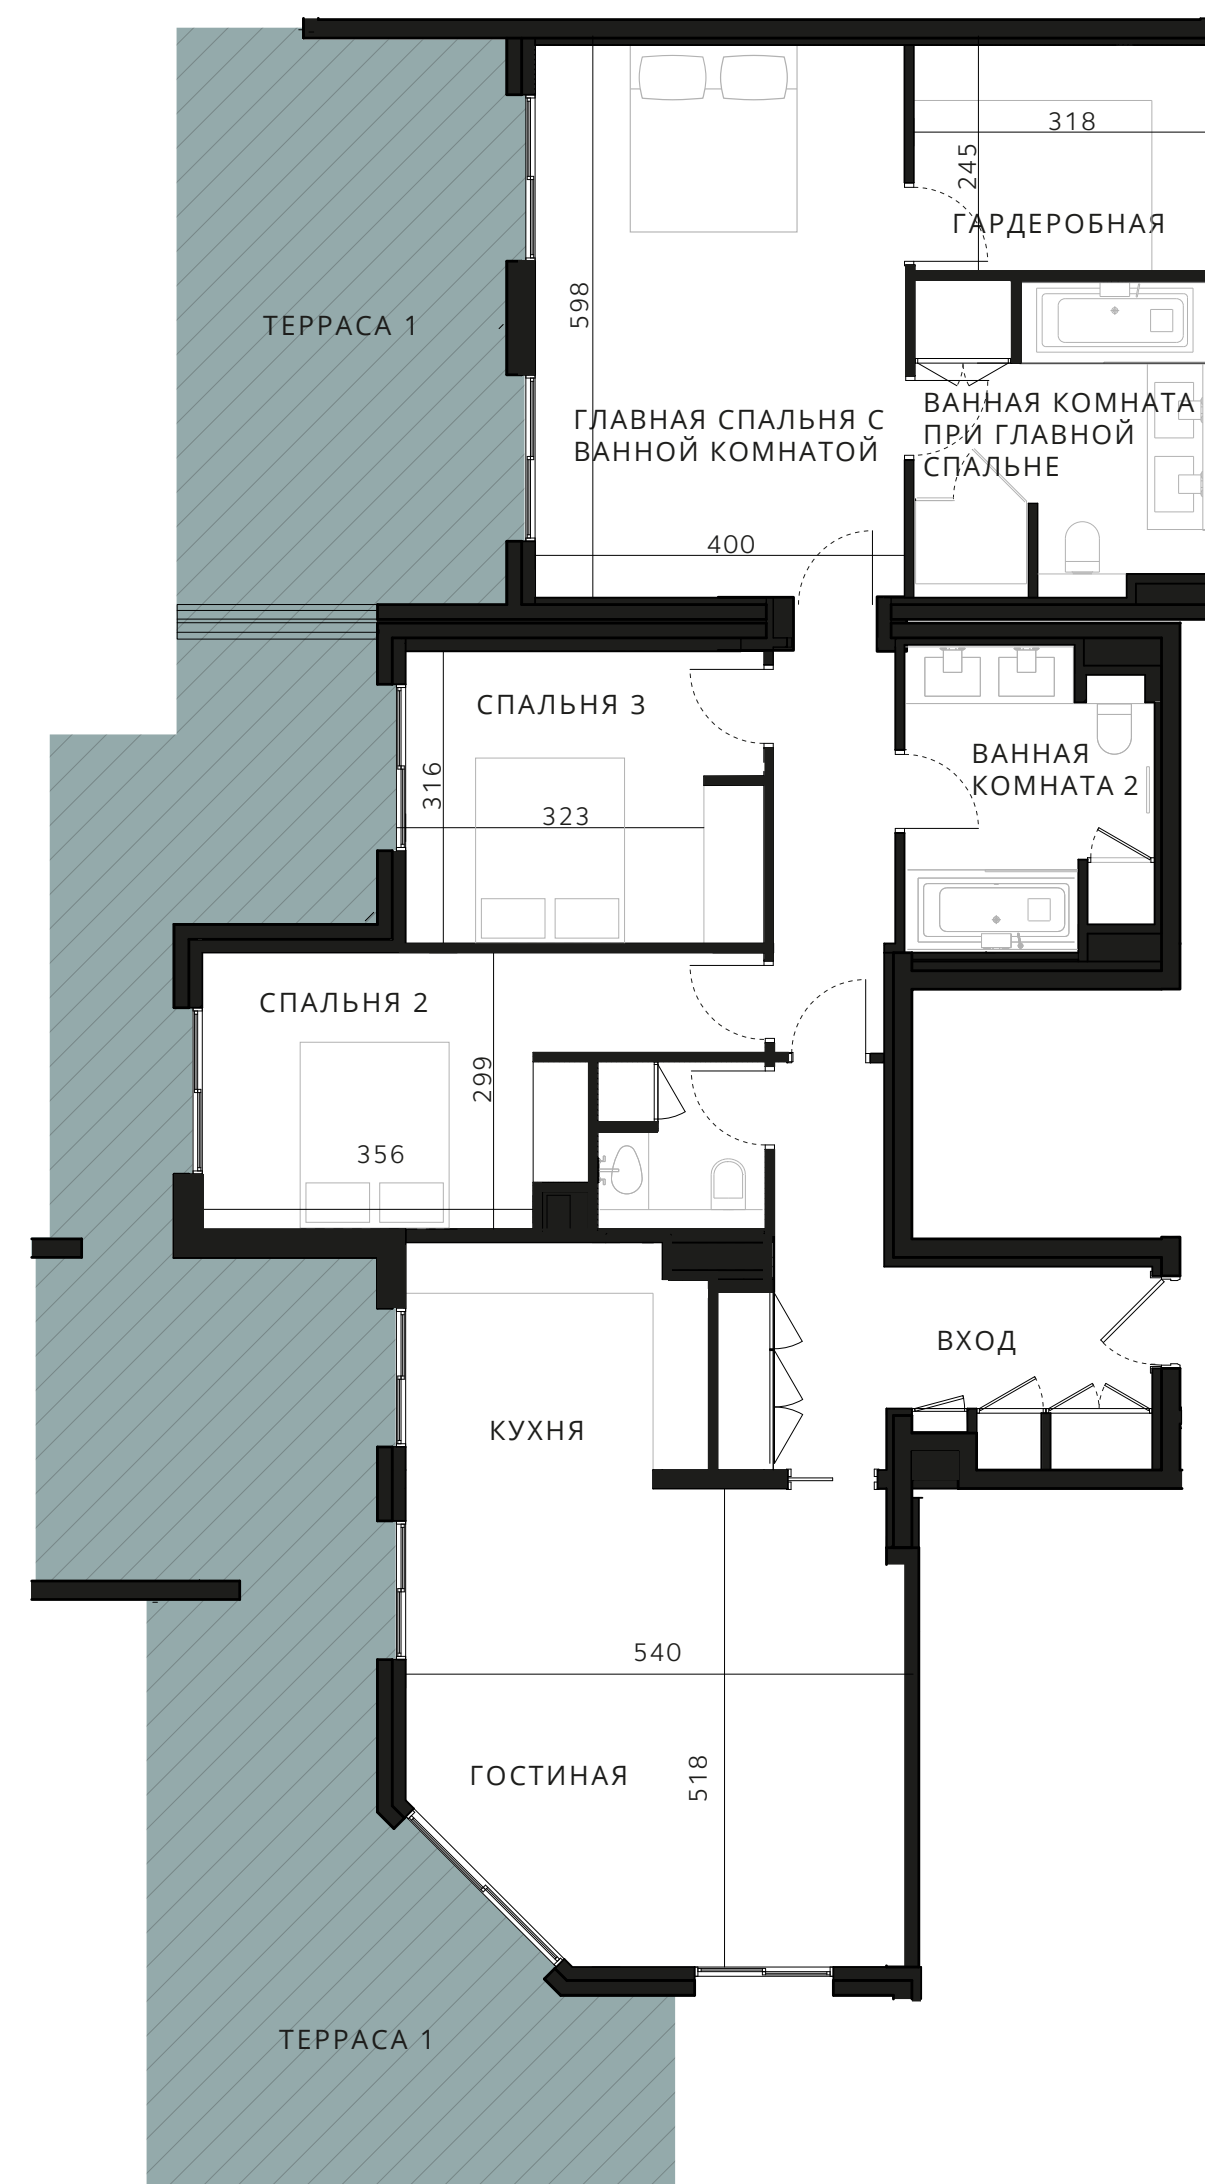 318
245
ГАРДЕРОБНАЯ
598
ТЕРРАСА 1
ГЛАВНАЯ СПАЛЬНЯ С
ВАННОЙ КОМНАТОЙ
ВАННАЯ КОМНАТА
ПРИ ГЛАВНОЙ
СПАЛЬНЕ
400
СПАЛЬНЯ 3
316
323
ВАННАЯ
КОМНАТА 2
СПАЛЬНЯ 2
299
356
ВХОД
КУХНЯ
540
ГОСТИНАЯ
518
ТЕРРАСА 1